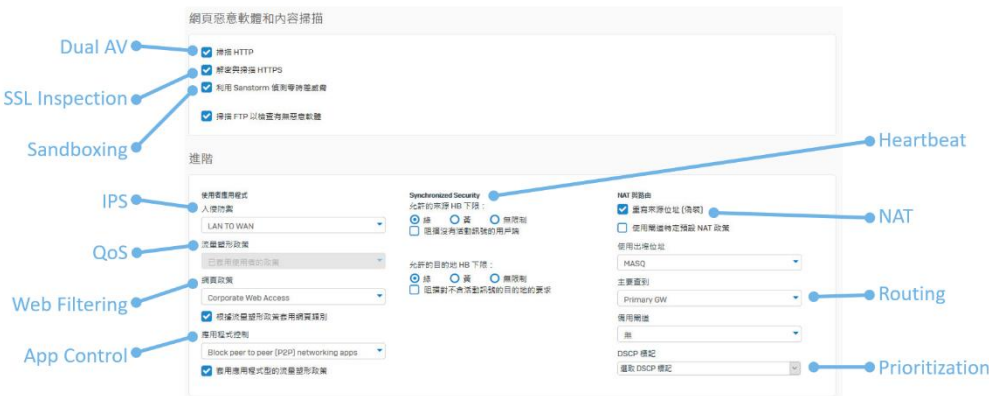 網頁惡意軟體和內容掃描
Dual AV
掃描 HTTP
解密與掃描 HTTPS
SSL Inspection
利用 Sanstorm 偵測零時差威脅
掃描 FTP 以檢查有無惡意軟體
Sandboxing
Heartbeat
進階
IPS
使用者應用程式
入侵防禦
LAN TO WAN
QoS
流量塑形政策
已套用使用者的政策
Web Filtering
網頁政策
Corporate Web Access
根據流量塑形政策套用網頁類別
App Control
應用程式控制
Block peer to peer (P2P) networking apps
套用應用程式型的流量塑形政策
Synchronized Security
允許的來源 HB 下限：
綠 黃 無限制
阻擋沒有活動訊號的用戶端
允許的目的地 HB 下限：
綠 黃 無限制
阻擋對不含活動訊號的目的地的要求
NAT 與路由
重寫來源位址 (偽裝)
NAT
使用閘道特定預設 NAT 政策
使用出埠位址
MASQ
主要閘道
Primary GW
Routing
備用閘道
無
DSCP 標記
選取 DSCP 標記
Prioritization